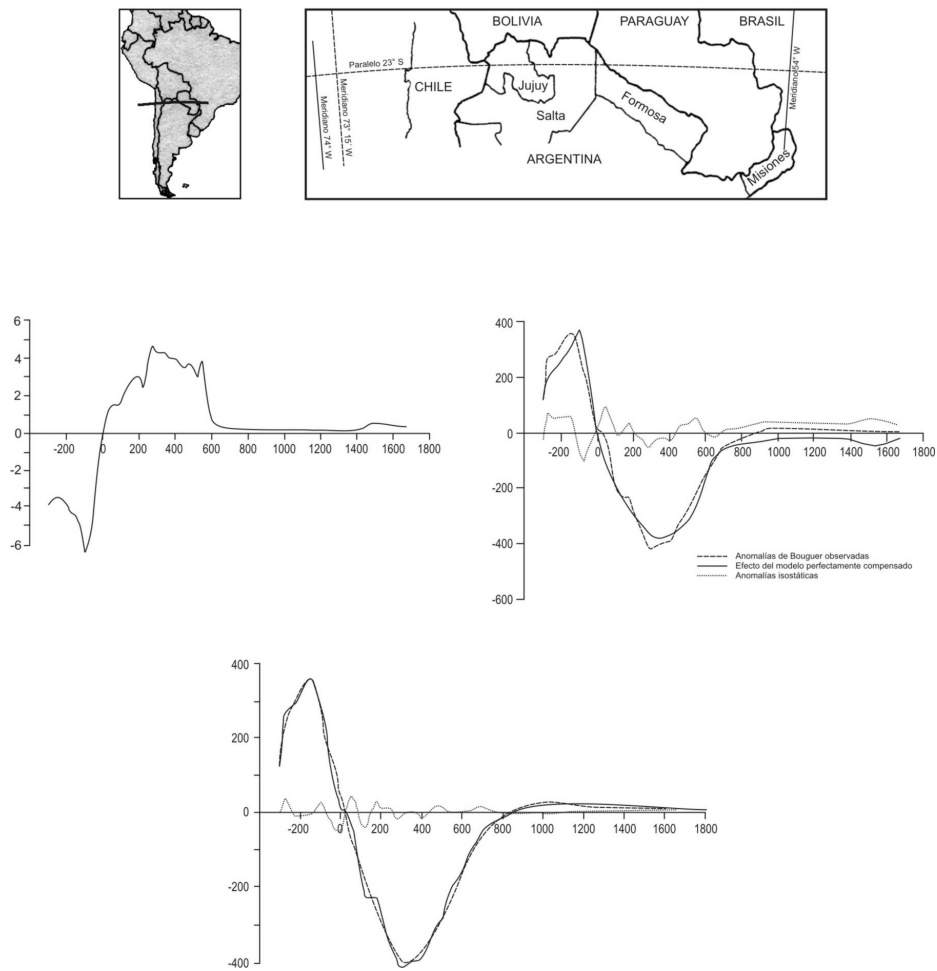 BOLIVIA PARAGUAY BRASIL
Paralelo 23° S
CHILE
Jujuy
Salta
Formosa
ARGENTINA
Misiones
Meridiano 74° W
Meridiano 73° 15´ W
Meridiano 54° W
6
4
2
0
-2
-4
-6
-200 0 200 400 600 800 1000 1200 1400 1600 1800
400
200
0
-200
-400
-600
-200 0 200 400 600 800 1000 1200 1400 1600 1800
Anomalías de Bouguer observadas
Efecto del modelo perfectamente compensado
Anomalías isostáticas
400
200
0
-200
-400
-200 0 200 400 600 800 1000 1200 1400 1600 1800